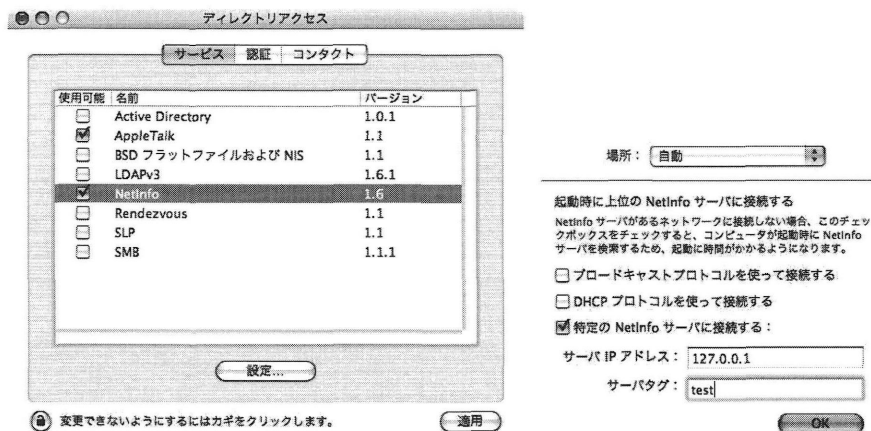 ディレクトリアクセス
サービス 認証 コンタクト
使用可能 名前 バージョン
Active Directory 1.0.1
AppleTalk 1.1
BSD フラットファイルおよび NIS 1.1
LDAPv3 1.6.1
NetInfo 1.6
Rendezvous 1.1
SLP 1.1
SMB 1.1.1
設定...
変更できないようにするにはカギをクリックします。
適用
場所： 自動
起動時に上位の NetInfo サーバに接続する
NetInfo サーバがあるネットワークに接続しない場合、このチェッ
クボックスをチェックすると、コンピュータが起動時に NetInfo
サーバを検索するため、起動に時間がかかるようになります。
ブロードキャストプロトコルを使って接続する
DHCP プロトコルを使って接続する
特定の NetInfo サーバに接続する：
サーバ IP アドレス： 127.0.0.1
サーバタグ： test
OK